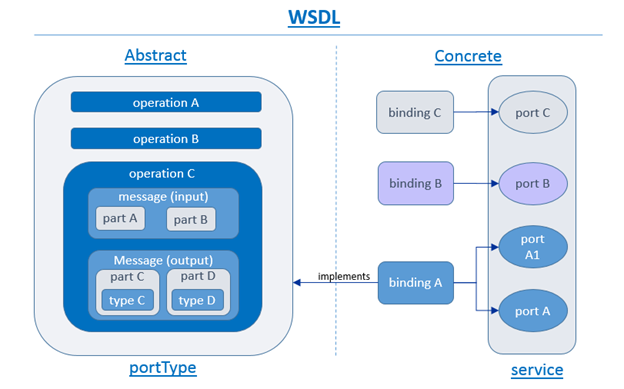 WSDL
Abstract
operation A
operation B
operation C
message (input)
part A
part B
Message (output)
part C
part D
type C
type D
portType
implements
Concrete
binding C
port C
binding B
port B
binding A
port
A1
port A
service